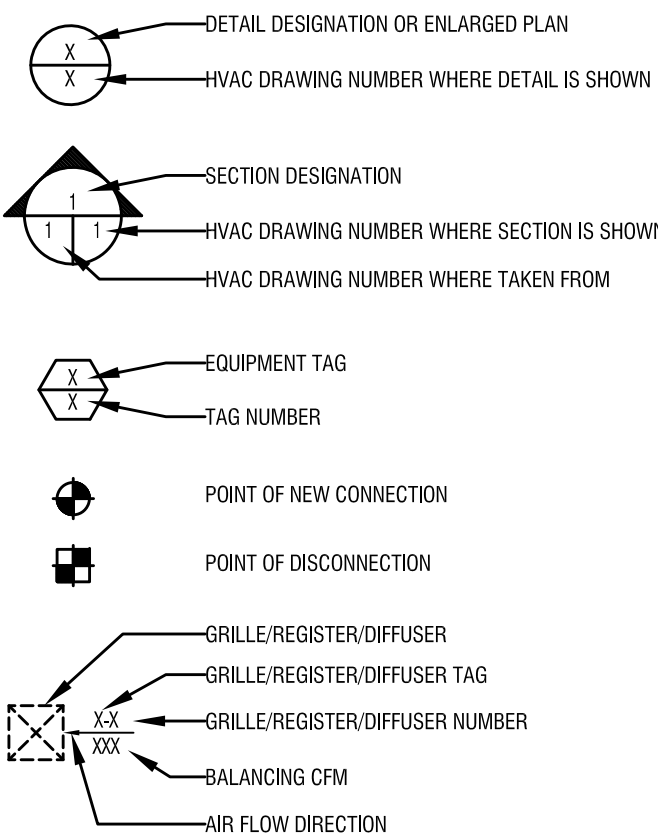 DETAIL DESIGNATION OR ENLARGED PLAN
X
X
HVAC DRAWING NUMBER WHERE DETAIL IS SHOWN
SECTION DESIGNATION
1
1 1
HVAC DRAWING NUMBER WHERE SECTION IS SHOWN
HVAC DRAWING NUMBER WHERE TAKEN FROM
EQUIPMENT TAG
X
X
TAG NUMBER
POINT OF NEW CONNECTION
POINT OF DISCONNECTION
GRILLE/REGISTER/DIFFUSER
GRILLE/REGISTER/DIFFUSER TAG
X-X
GRILLE/REGISTER/DIFFUSER NUMBER
XXX
BALANCING CFM
AIR FLOW DIRECTION